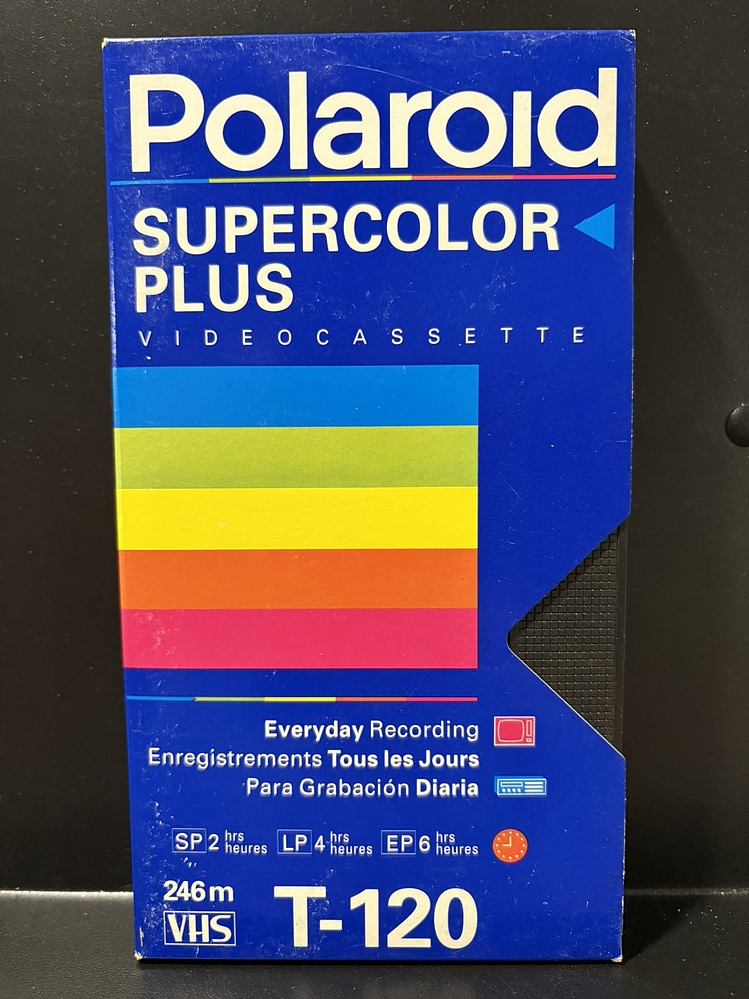 Polaroid
SUPERCOLOR
PLUS
VIDEOCASSETTE
Everyday Recording
Enregistrements Tous les Jours
Para Grabación Diaria
SP 2 hrs heures LP 4 hrs heures EP 6 hrs heures
246 m
VHS T-120